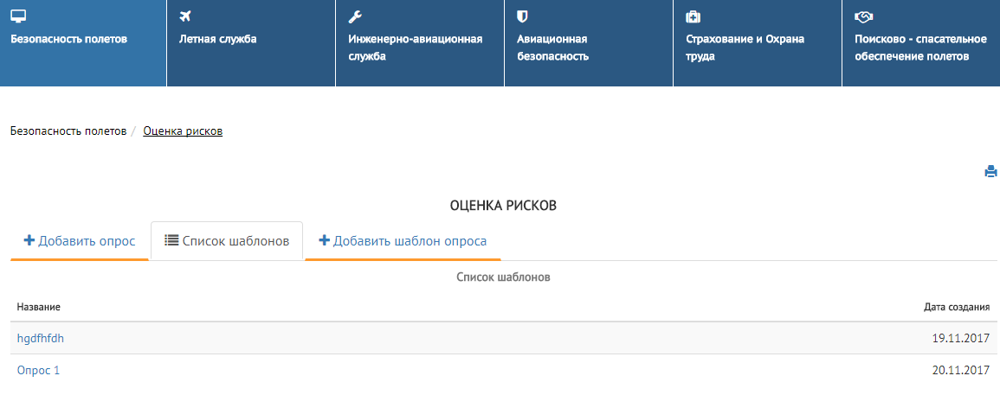 Безопасность полетов
Летная служба
Инженерно-авиационная
служба
Авиационная
безопасность
Страхование и Охрана
труда
Поисково - спасательное
обеспечение полетов
Безопасность полетов / Оценка рисков
ОЦЕНКА РИСКОВ
Добавить опрос
Список шаблонов
Добавить шаблон опроса
Список шаблонов
Название Дата создания
hgdfhfdh 19.11.2017
Опрос 1 20.11.2017